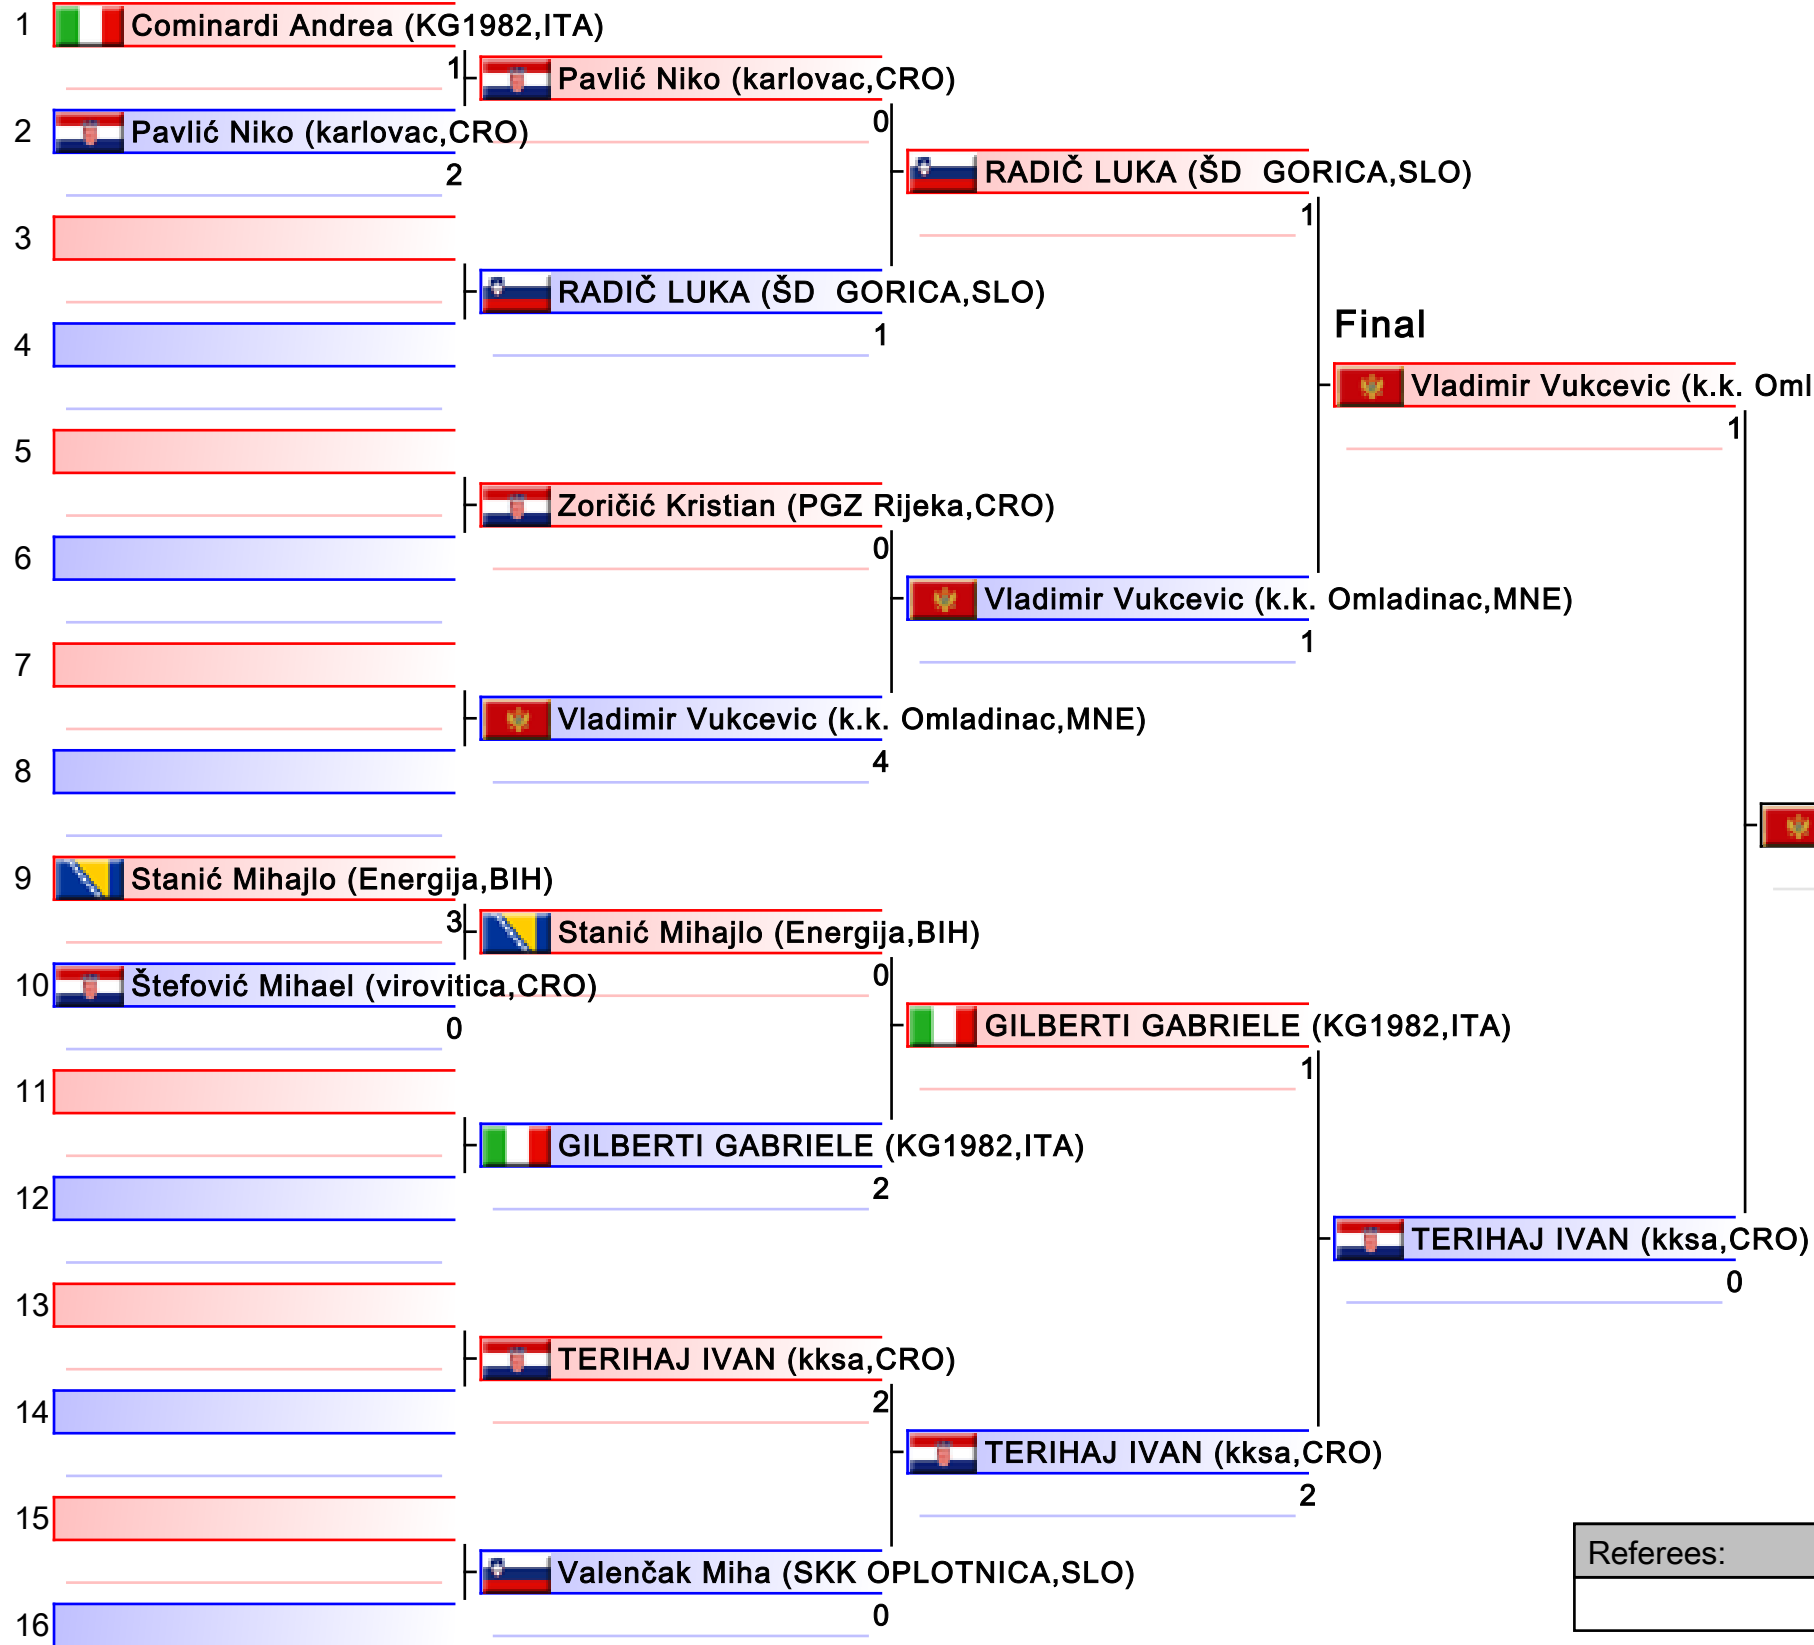 1
Cominardi Andrea (KG1982,ITA)
1
Pavlić Niko (karlovac,CRO)
0
2
Pavlić Niko (karlovac,CRO)
2
RADIČ LUKA (ŠD  GORICA,SLO)
1
3
RADIČ LUKA (ŠD  GORICA,SLO)
1
4
Final
Vladimir Vukcevic (k.k. Oml
1
5
Zoričić Kristian (PGZ Rijeka,CRO)
0
6
Vladimir Vukcevic (k.k. Omladinac,MNE)
1
7
Vladimir Vukcevic (k.k. Omladinac,MNE)
4
8
9
Stanić Mihajlo (Energija,BIH)
3
Stanić Mihajlo (Energija,BIH)
0
10
Štefović Mihael (virovitica,CRO)
0
GILBERTI GABRIELE (KG1982,ITA)
1
11
GILBERTI GABRIELE (KG1982,ITA)
2
12
TERIHAJ IVAN (kksa,CRO)
0
13
TERIHAJ IVAN (kksa,CRO)
2
14
TERIHAJ IVAN (kksa,CRO)
2
15
Valenčak Miha (SKK OPLOTNICA,SLO)
0
16
Referees: